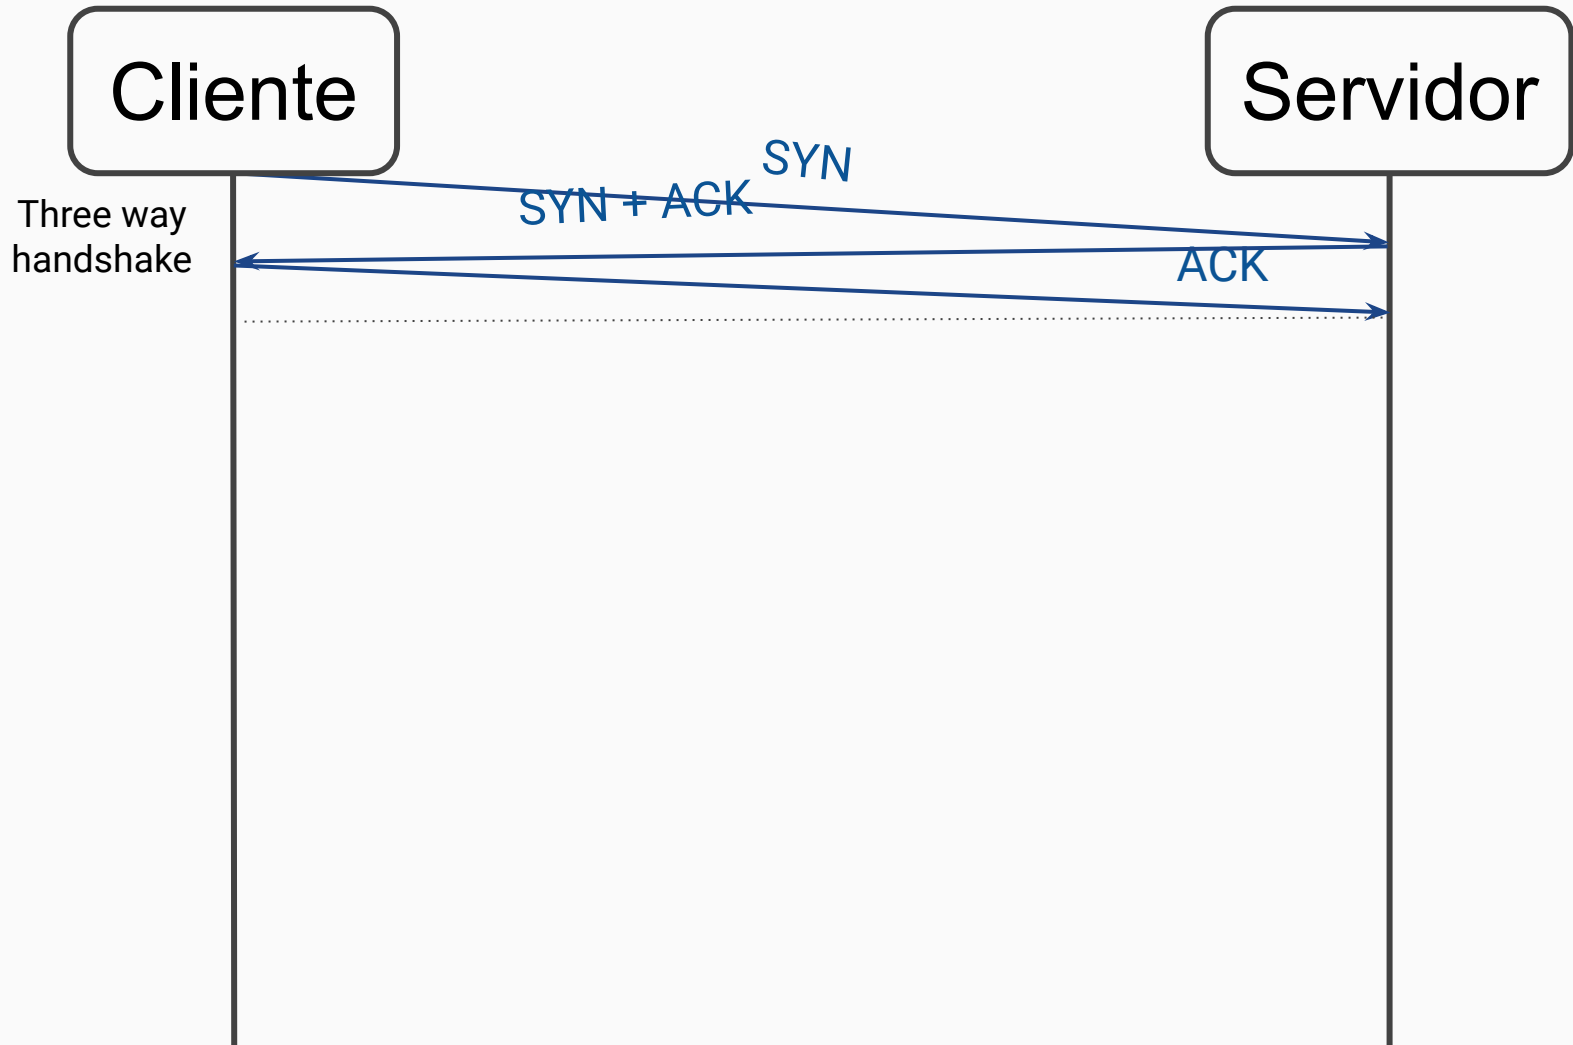 Cliente
Servidor
SYN
SYN + ACK
Three way
handshake
ACK